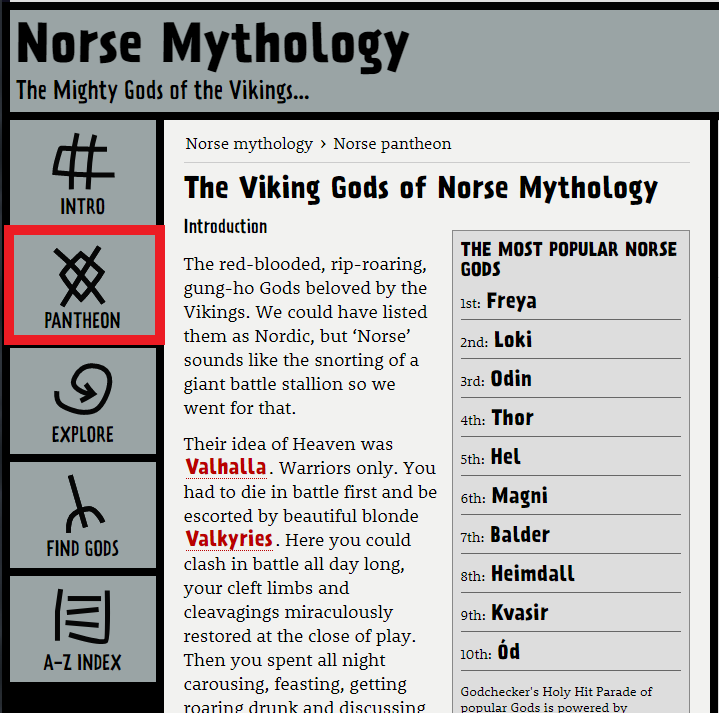 Norse Mythology
The Mighty Gods of the Vikings...
INTRO
PANTHEON
EXPLORE
FIND GODS
A-Z INDEX
Norse mythology › Norse pantheon
The Viking Gods of Norse Mythology
Introduction
The red-blooded, rip-roaring,
gung-ho Gods beloved by the
Vikings. We could have listed
them as Nordic, but ‘Norse’
sounds like the snorting of a
giant battle stallion so we
went for that.
Their idea of Heaven was
Valhalla. Warriors only. You
had to die in battle first and be
escorted by beautiful blonde
Valkyries. Here you could
clash in battle all day long,
your cleft limbs and
cleavagings miraculously
restored at the close of play.
Then you spent all night
carousing, feasting, getting
roaring drunk and discussing
THE MOST POPULAR NORSE
GODS
1st: Freya
2nd: Loki
3rd: Odin
4th: Thor
5th: Hel
6th: Magni
7th: Balder
8th: Heimdall
9th: Kvasir
10th: Ód
Godchecker's Holy Hit Parade of
popular Gods is powered by